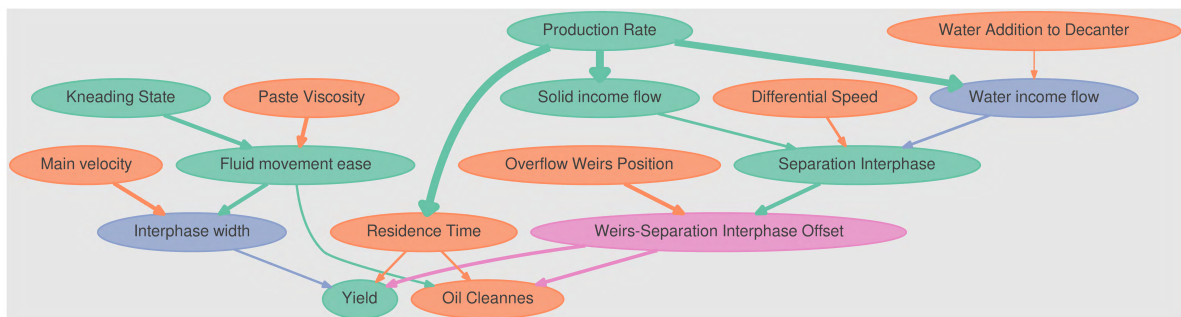 Production Rate
Water Addition to Decanter
Kneading State
Paste Viscosity
Solid income flow
Differential Speed
Water income flow
Main velocity
Fluid movement ease
Overflow Weirs Position
Separation Interphase
Interphase width
Residence Time
Weirs-Separation Interphase Offset
Yield
Oil Cleannes